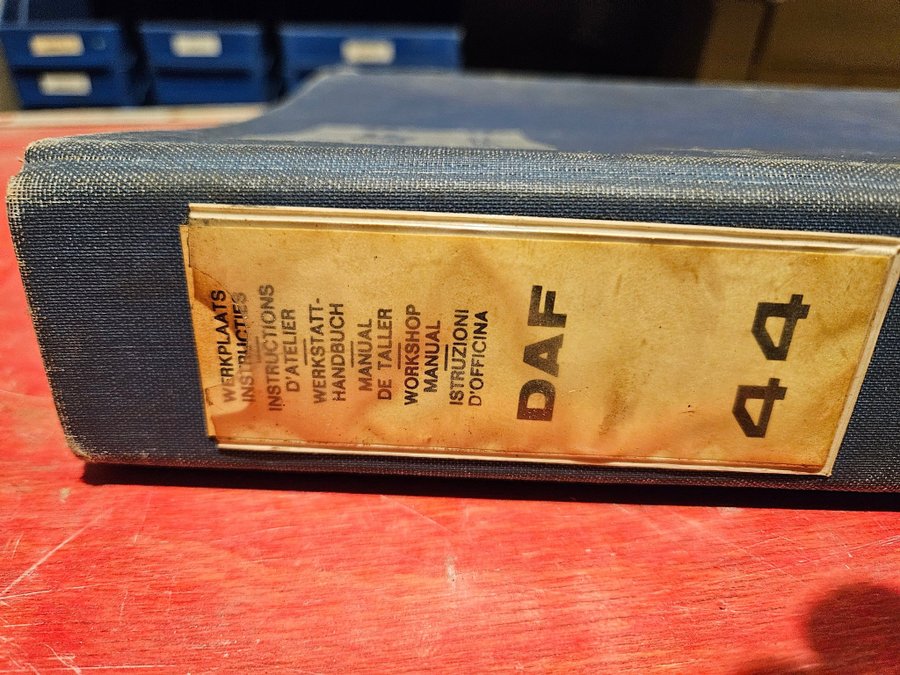 WERKPLAATS
INSTRUCTIES
INSTRUCTIONS
D'ATELIER
WERKSTATT-
HANDBUCH
MANUAL
DE TALLER
WORKSHOP
MANUAL
ISTRUZIONI
D'OFFICINA
DAF
44